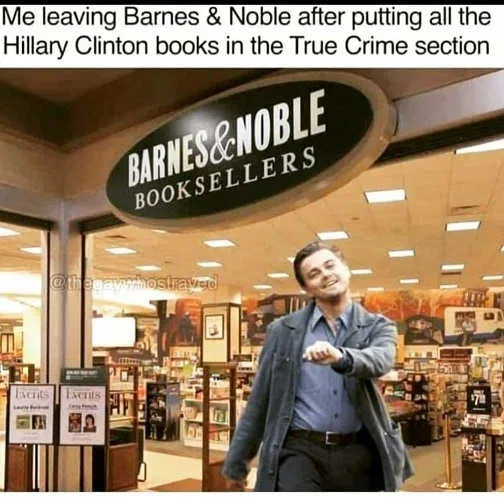 Me leaving Barnes & Noble after putting all the
Hillary Clinton books in the True Crime section
BARNES & NOBLE
BOOKSELLERS
Events
Events